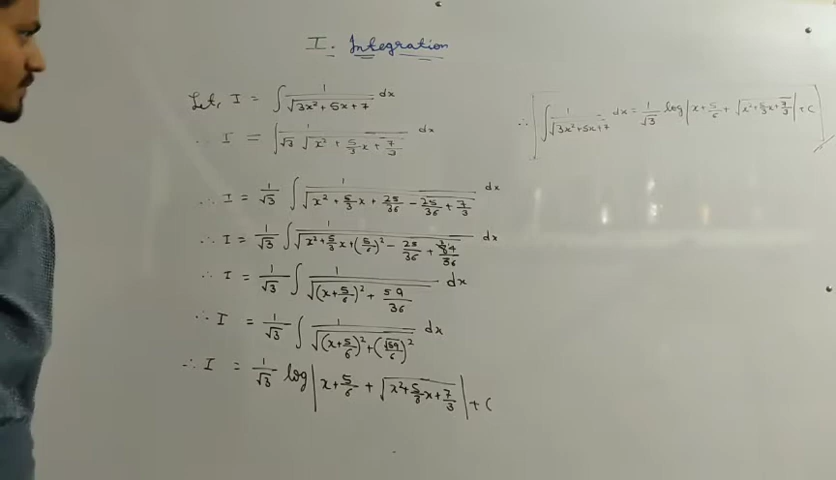 I. Integration
Let, I = ∫ 1/√(3x² + 5x + 7) dx
∴ I = ∫ 1/(√3 √(x² + 5/3 x + 7/3)) dx
∴ I = 1/√3 ∫ 1/√(x² + 5/3 x + 25/36 − 25/36 + 7/3) dx
∴ I = 1/√3 ∫ 1/√(x² + 5/3 x + (5/6)² − 25/36 + 84/36) dx
∴ I = 1/√3 ∫ 1/√((x + 5/6)² + 59/36) dx
∴ I = 1/√3 ∫ 1/√((x + 5/6)² + (√59/6)²) dx
∴ I = 1/√3 log |x + 5/6 + √(x² + 5/3 x + 7/3)| + C
∴ ∫ 1/√(3x² + 5x + 7) dx = 1/√3 log |x + 5/6 + √(x² + 5/3 x + 7/3)| + C